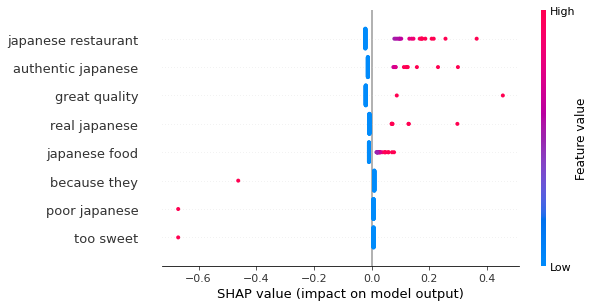 High
japanese restaurant
authentic japanese
great quality
real japanese
japanese food
because they
poor japanese
too sweet
Feature value
Low
−0.6 −0.4 −0.2 0.0 0.2 0.4
SHAP value (impact on model output)